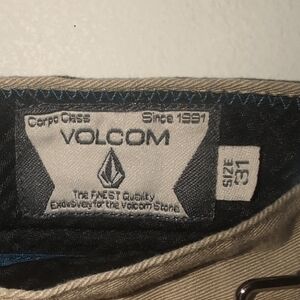 Corpo Class Since 1991
VOLCOM
The FINEST Quality
Exclusively for the Volcom Stone
SIZE
31